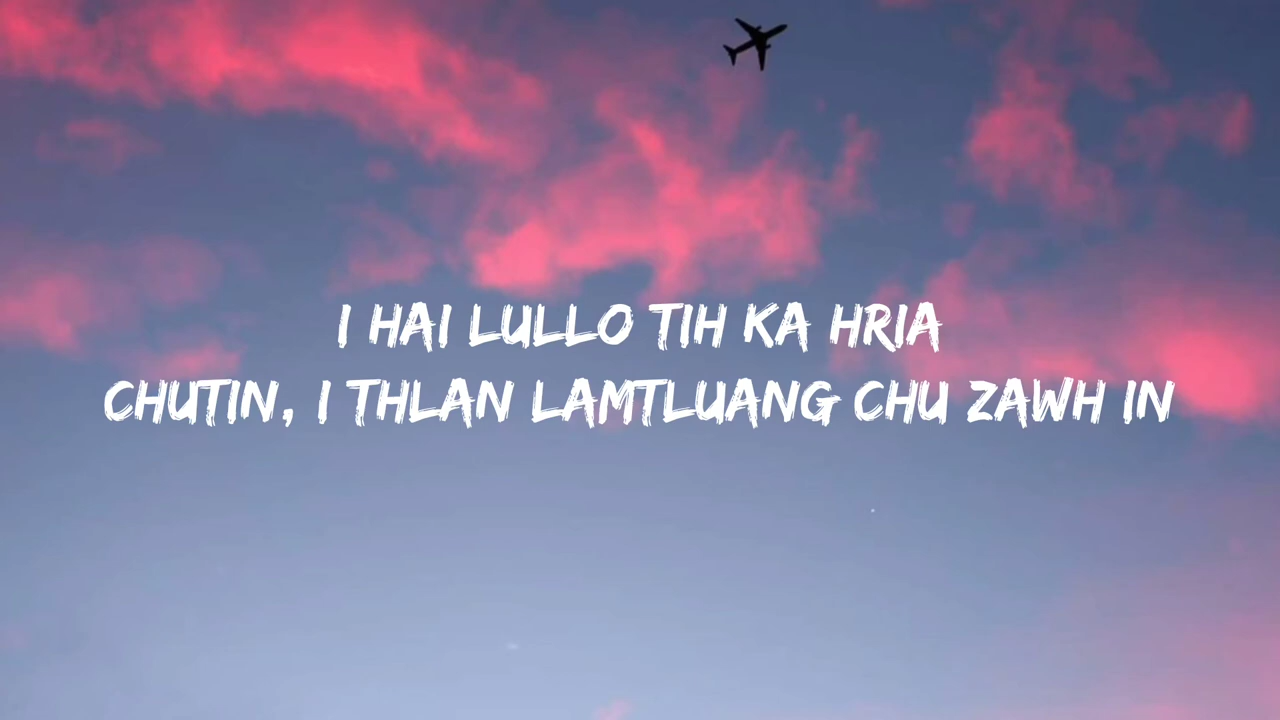 I HAI LULLO TIH KA HRIA
CHUTIN, I THLAN LAMTLUANG CHU ZAWH IN